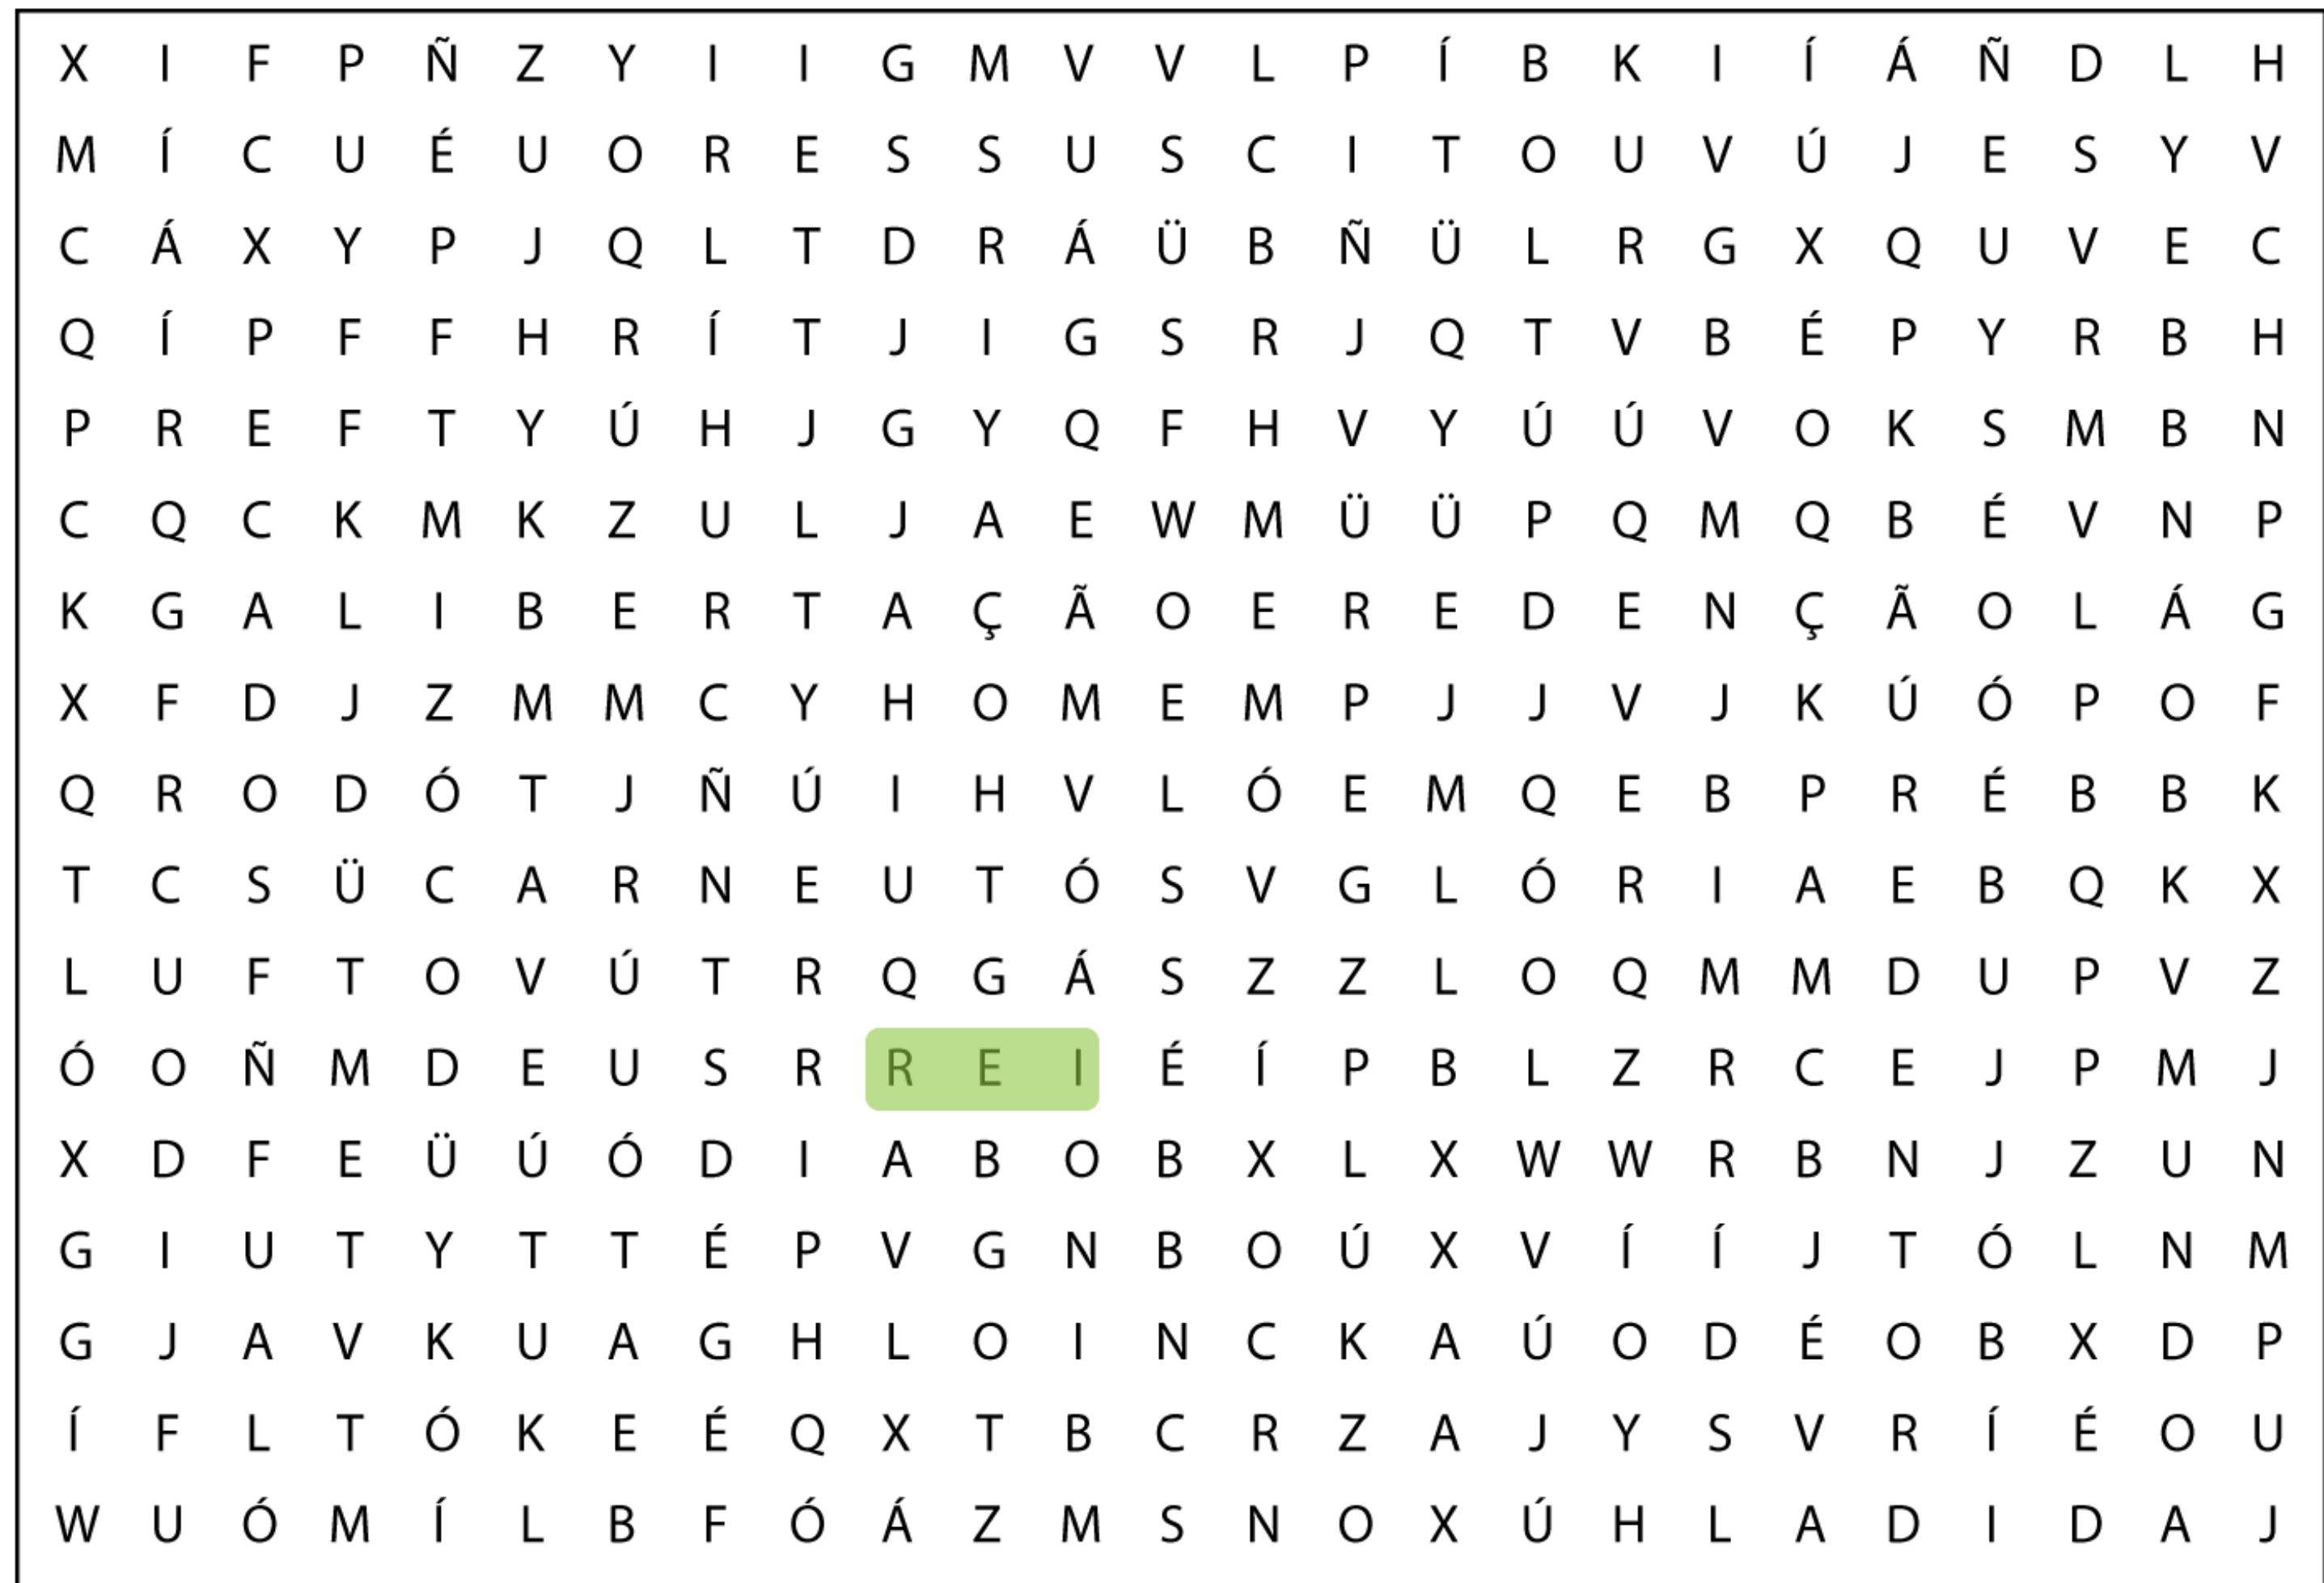 X I F P Ñ Z Y I I G M V V L P Í B K I Í Á Ñ D L H
M Í C U É U O R E S S U S C I T O U V Ú J E S Y V
C Á X Y P J Q L T D R Á Ü B Ñ Ü L R G X Q U V E C
Q Í P F F H R Í T J I G S R J Q T V B É P Y R B H
P R E F T Y Ú H J G Y Q F H V Y Ú Ú V O K S M B N
C Q C K M K Z U L J A E W M Ü Ü P Q M Q B É V N P
K G A L I B E R T A Ç Ã O E R E D E N Ç Ã O L Á G
X F D J Z M M C Y H O M E M P J J V J K Ú Ó P O F
Q R O D Ó T J Ñ Ú I H V L Ó E M Q E B P R É B B K
T C S Ü C A R N E U T Ó S V G L Ó R I A E B Q K X
L U F T O V Ú T R Q G Á S Z Z L O Q M M D U P V Z
Ó O Ñ M D E U S R R E I É Í P B L Z R C E J P M J
X D F E Ü Ú Ó D I A B O B X L X W W R B N J Z U N
G I U T Y T T É P V G N B O Ú X V Í Í J T Ó L N M
G J A V K U A G H L O I N C K A Ú O D É O B X D P
Í F L T Ó K E É Q X T B C R Z A J Y S V R Í É O U
W U Ó M Í L B F Ó Á Z M S N O X Ú H L A D I D A J